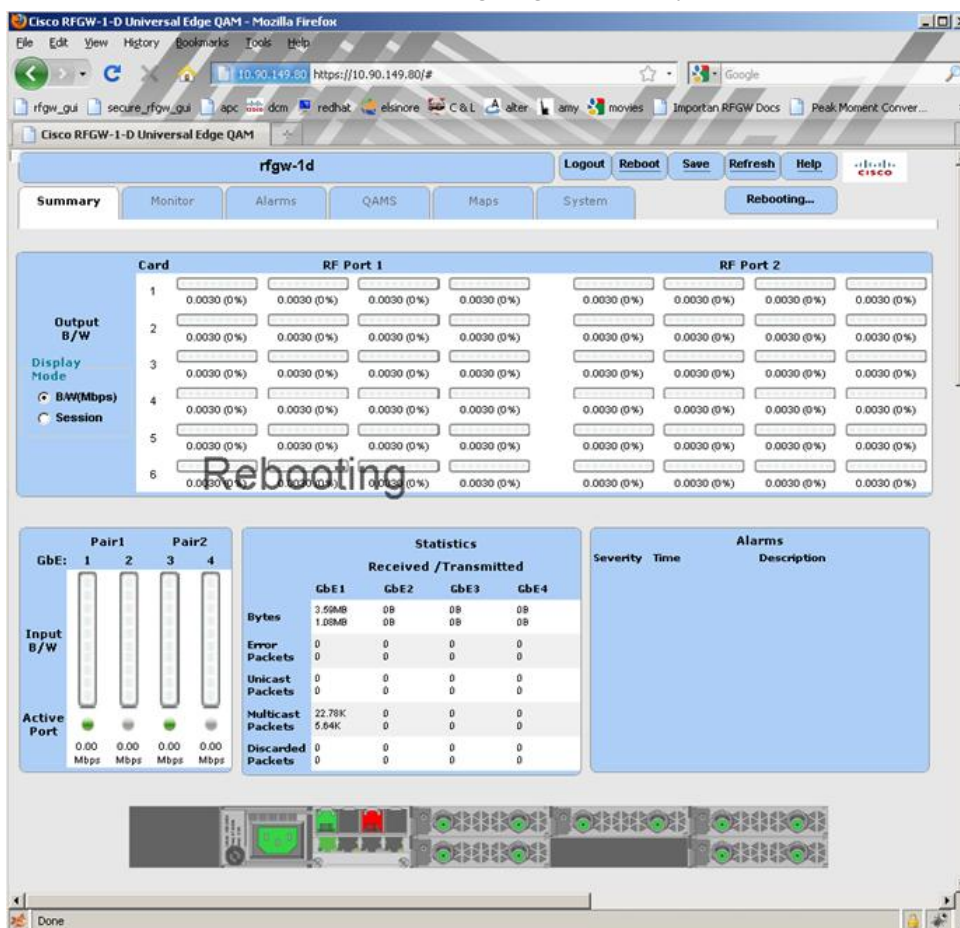 Cisco RFGW-1-D Universal Edge QAM - Mozilla Firefox
File Edit View History Bookmarks Tools Help
10.90.149.80 https://10.90.149.80/# Google
rfgw_gui secure_rfgw_gui apc dcm redhat elsinore C & L alter amy movies Importan RFGW Docs Peak Moment Conver...
Cisco RFGW-1-D Universal Edge QAM
rfgw-1d Logout Reboot Save Refresh Help CISCO
Summary Monitor Alarms QAMS Maps System Rebooting...
Card RF Port 1 RF Port 2
1
0.0030 (0%) 0.0030 (0%) 0.0030 (0%) 0.0030 (0%) 0.0030 (0%) 0.0030 (0%) 0.0030 (0%) 0.0030 (0%)
Output
B/W
2
0.0030 (0%) 0.0030 (0%) 0.0030 (0%) 0.0030 (0%) 0.0030 (0%) 0.0030 (0%) 0.0030 (0%) 0.0030 (0%)
Display
Mode
3
0.0030 (0%) 0.0030 (0%) 0.0030 (0%) 0.0030 (0%) 0.0030 (0%) 0.0030 (0%) 0.0030 (0%) 0.0030 (0%)
B/W(Mbps)
4
0.0030 (0%) 0.0030 (0%) 0.0030 (0%) 0.0030 (0%) 0.0030 (0%) 0.0030 (0%) 0.0030 (0%) 0.0030 (0%)
Session
5
0.0030 (0%) 0.0030 (0%) 0.0030 (0%) 0.0030 (0%) 0.0030 (0%) 0.0030 (0%) 0.0030 (0%) 0.0030 (0%)
6
Rebooting
0.0030 (0%) 0.0030 (0%) 0.0030 (0%) 0.0030 (0%) 0.0030 (0%) 0.0030 (0%) 0.0030 (0%) 0.0030 (0%)
Pair1 Pair2
GbE: 1 2 3 4
Input
B/W
Active
Port
0.00 0.00 0.00 0.00
Mbps Mbps Mbps Mbps
Statistics
Received /Transmitted
GbE1 GbE2 GbE3 GbE4
Bytes
3.59MB 0B 0B 0B
1.08MB 0B 0B 0B
Error
Packets
0 0 0 0
0 0 0 0
Unicast
Packets
0 0 0 0
0 0 0 0
Multicast
Packets
22.78K 0 0 0
5.64K 0 0 0
Discarded
Packets
0 0 0 0
0 0 0 0
Alarms
Severity Time Description
Done